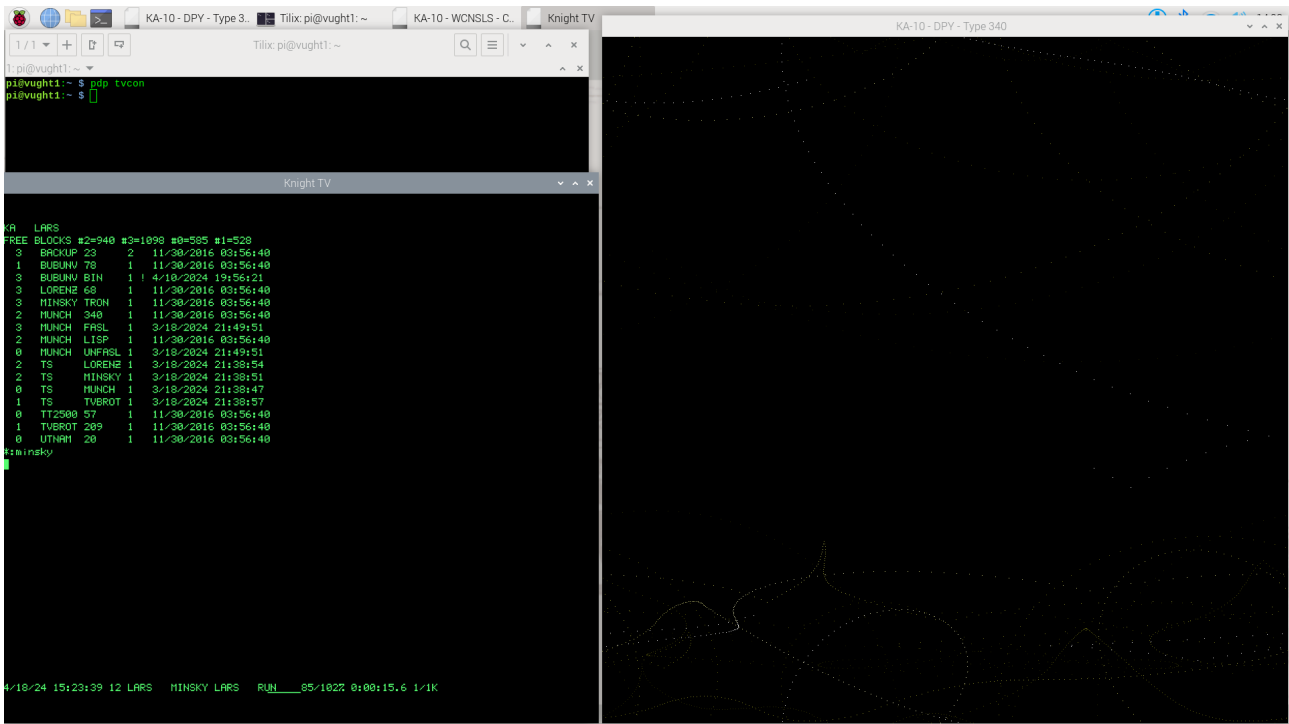 KA-10 - DPY - Type 3..
Tilix: pi@vught1: ~
KA-10 - WCNSLS - C..
Knight TV
KA-10 - DPY - Type 340
1 / 1
Tilix: pi@vught1: ~
1: pi@vught1: ~
pi@vught1:~ $ pdp tvcon
pi@vught1:~ $
Knight TV
KA LARS
FREE BLOCKS #2=940 #3=1098 #0=585 #1=528
3 BACKUP 23 2 11/30/2016 03:56:40
1 BUBUNV 78 1 11/30/2016 03:56:40
3 BUBUNV BIN 1 ! 4/10/2024 19:56:21
3 LORENZ 68 1 11/30/2016 03:56:40
3 MINSKY TRON 1 11/30/2016 03:56:40
2 MUNCH 340 1 11/30/2016 03:56:40
3 MUNCH FASL 1 3/18/2024 21:49:51
2 MUNCH LISP 1 11/30/2016 03:56:40
0 MUNCH UNFASL 1 3/18/2024 21:49:51
2 TS LORENZ 1 3/18/2024 21:38:54
2 TS MINSKY 1 3/18/2024 21:38:51
0 TS MUNCH 1 3/18/2024 21:38:47
1 TS TVBROT 1 3/18/2024 21:38:57
0 TT2500 57 1 11/30/2016 03:56:40
1 TVBROT 209 1 11/30/2016 03:56:40
0 UTNAM 20 1 11/30/2016 03:56:40
*:minsky
4/18/24 15:23:39 12 LARS MINSKY LARS RUN____85/102% 0:00:15.6 1/1K